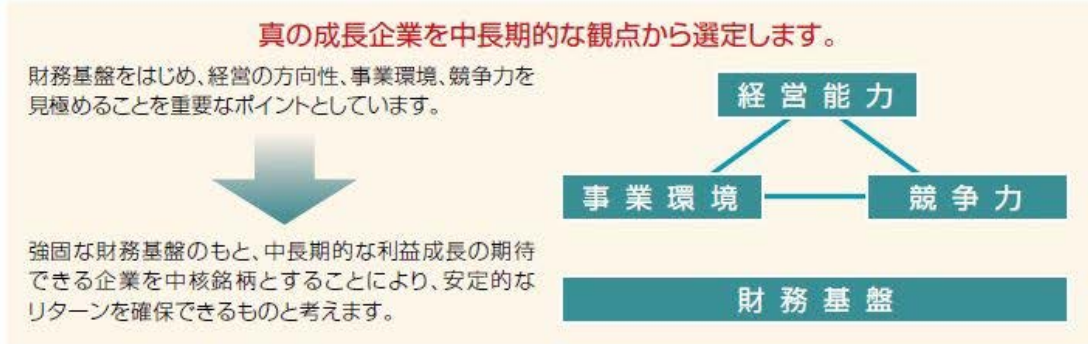 真の成長企業を中長期的な観点から選定します。
財務基盤をはじめ、経営の方向性、事業環境、競争力を
見極めることを重要なポイントとしています。
強固な財務基盤のもと、中長期的な利益成長の期待
できる企業を中核銘柄とすることにより、安定的な
リターンを確保できるものと考えます。
経営能力
事業環境
競争力
財務基盤